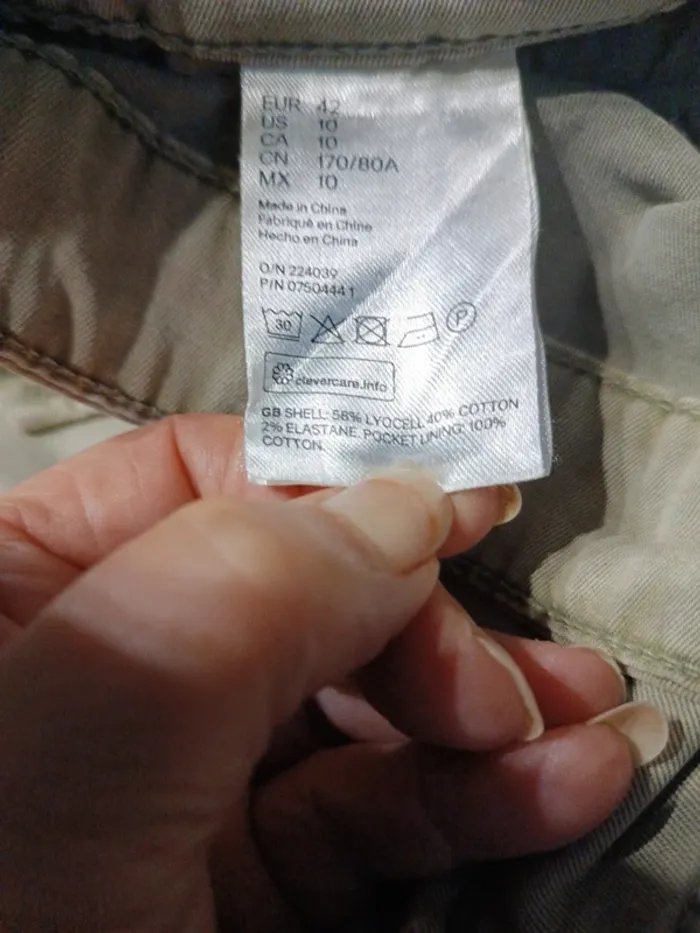 EUR 42
US 10
CA 10
CN 170/80A
MX 10
Made in China
Fabriqué en Chine
Hecho en China
O/N 224039
P/N 07504441
30
P
clevercare.info
GB SHELL: 58% LYOCELL 40% COTTON
2% ELASTANE. POCKET LINING: 100%
COTTON.